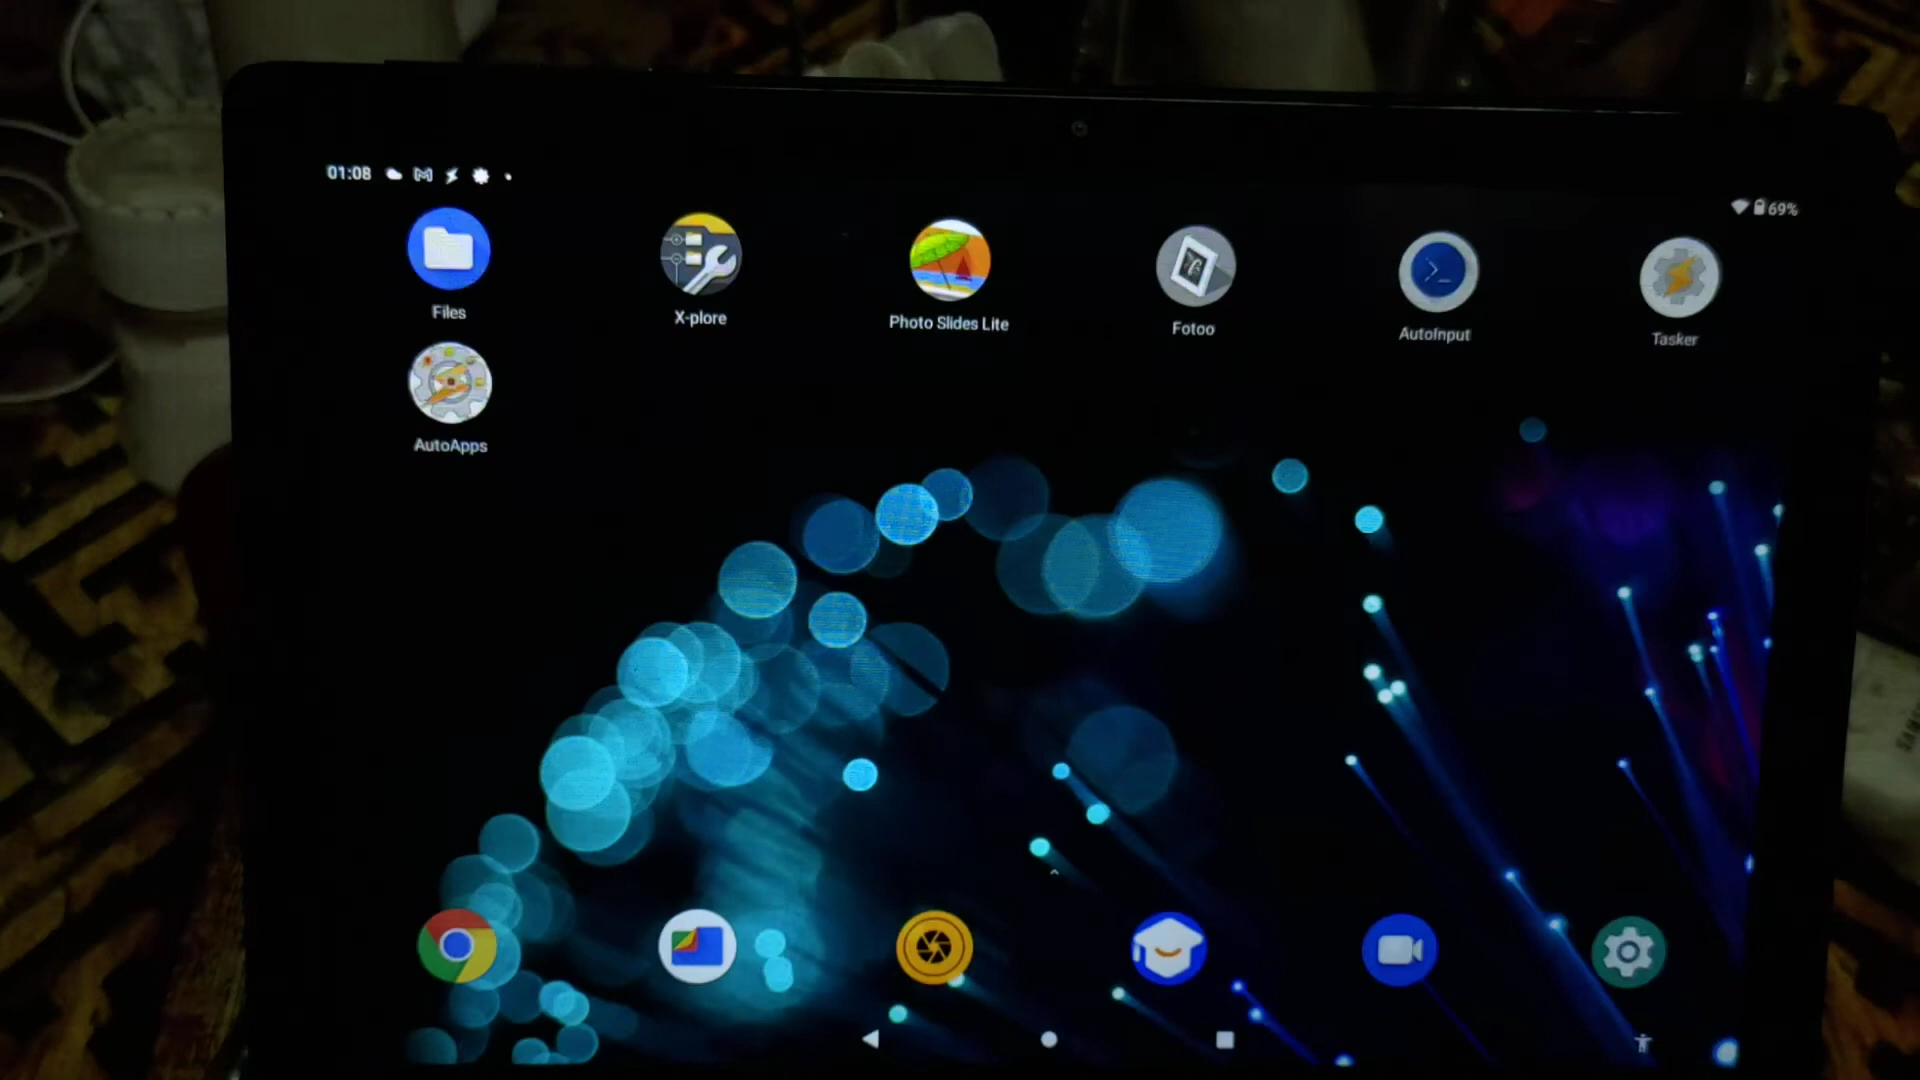 01:08
69%
Files
X-plore
Photo Slides Lite
Fotoo
AutoInput
Tasker
AutoApps